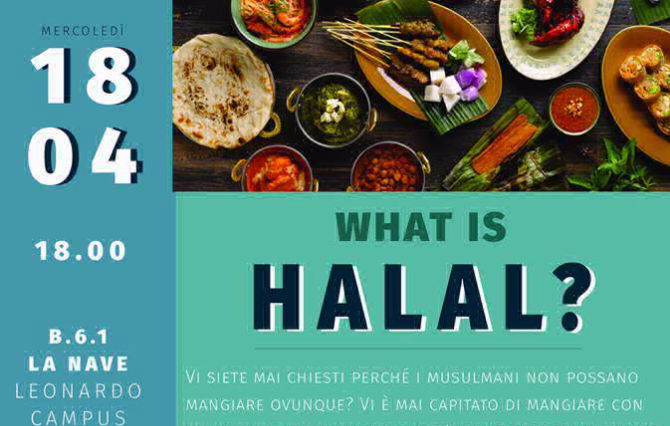 MERCOLEDÌ
18
04
18.00
B.6.1
LA NAVE
LEONARDO
CAMPUS
WHAT IS
HALAL?
VI SIETE MAI CHIESTI PERCHÉ I MUSULMANI NON POSSANO
MANGIARE OVUNQUE? VI È MAI CAPITATO DI MANGIARE CON